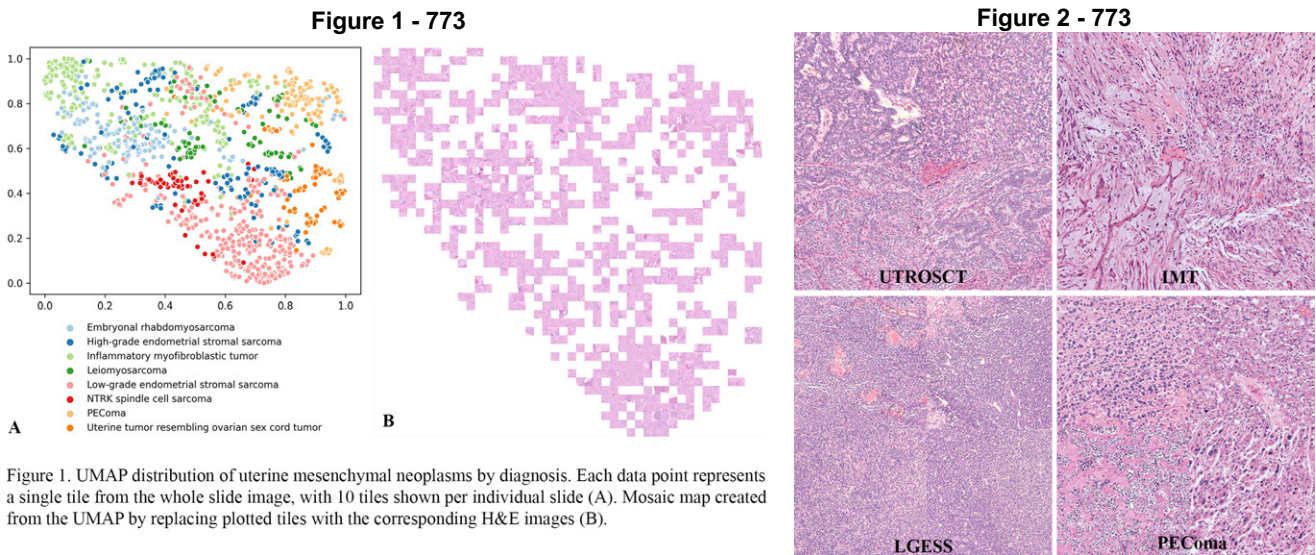 Figure 1 - 773
1.0
0.8
0.6
0.4
0.2
0.0
0.0 0.2 0.4 0.6 0.8 1.0
Embryonal rhabdomyosarcoma
High-grade endometrial stromal sarcoma
Inflammatory myofibroblastic tumor
Leiomyosarcoma
Low-grade endometrial stromal sarcoma
NTRK spindle cell sarcoma
PEComa
Uterine tumor resembling ovarian sex cord tumor
A
B
Figure 1. UMAP distribution of uterine mesenchymal neoplasms by diagnosis. Each data point represents
a single tile from the whole slide image, with 10 tiles shown per individual slide (A). Mosaic map created
from the UMAP by replacing plotted tiles with the corresponding H&E images (B).
Figure 2 - 773
UTROSCT
IMT
LGESS
PEComa